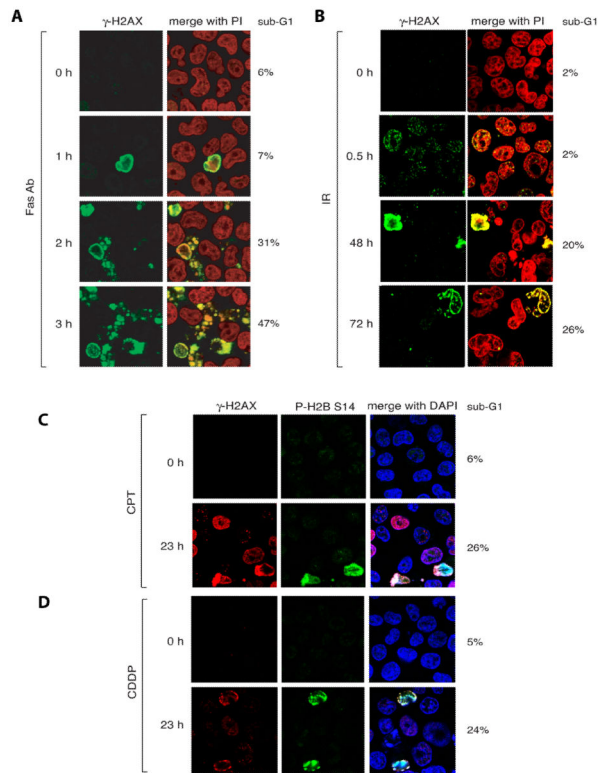 A
γ-H2AX merge with PI sub-G1
0 h 6%
1 h 7%
2 h 31%
3 h 47%
Fas Ab
B
γ-H2AX merge with PI sub-G1
0 h 2%
0.5 h 2%
48 h 20%
72 h 26%
IR
C
γ-H2AX P-H2B S14 merge with DAPI sub-G1
0 h 6%
23 h 26%
CPT
D
0 h 5%
23 h 24%
CDDP